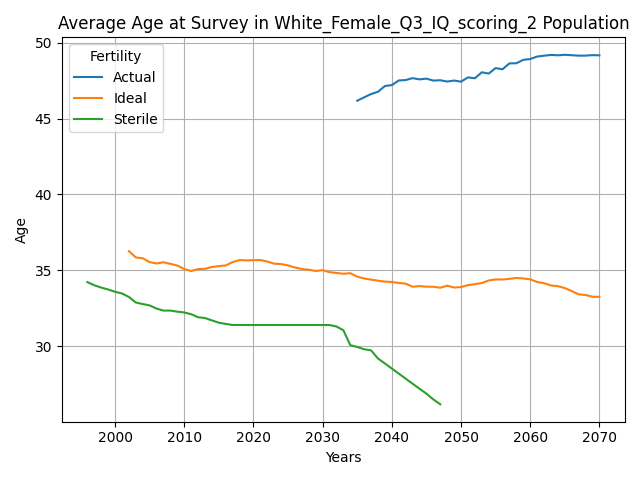 Average Age at Survey in White_Female_Q3_IQ_scoring_2 Population
50
45
40
35
30
Age
Fertility
Actual
Ideal
Sterile
2000 2010 2020 2030 2040 2050 2060 2070
Years